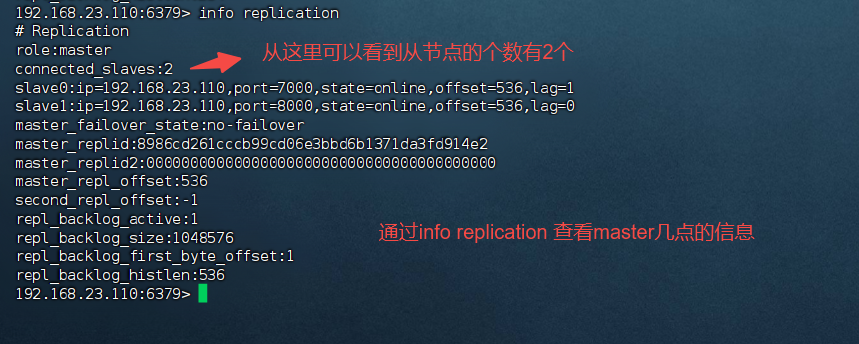 192.168.23.110:6379> info replication
# Replication
role:master
从这里可以看到从节点的个数有2个
connected_slaves:2
slave0:ip=192.168.23.110,port=7000,state=online,offset=536,lag=1
slave1:ip=192.168.23.110,port=8000,state=online,offset=536,lag=0
master_failover_state:no-failover
master_replid:8986cd261cccb99cd06e3bbd6b1371da3fd914e2
master_replid2:0000000000000000000000000000000000000000
master_repl_offset:536
second_repl_offset:-1
repl_backlog_active:1
通过info replication 查看master几点的信息
repl_backlog_size:1048576
repl_backlog_first_byte_offset:1
repl_backlog_histlen:536
192.168.23.110:6379>